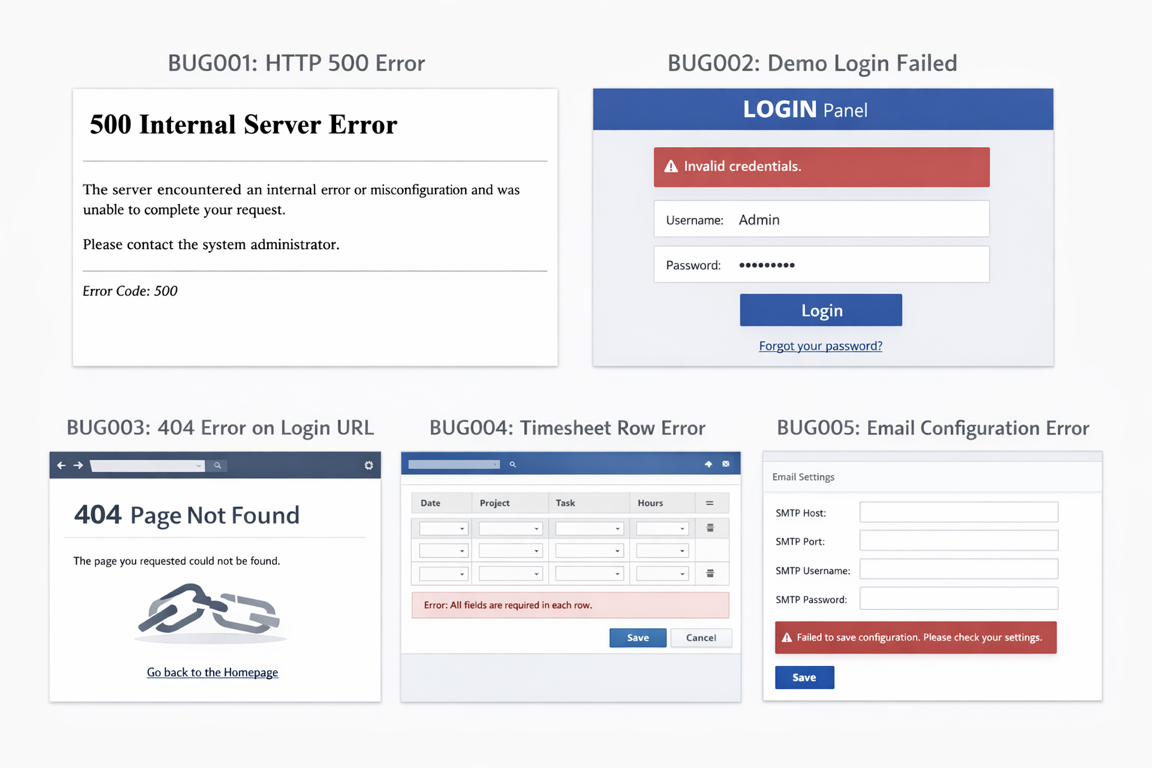 BUG001: HTTP 500 Error
500 Internal Server Error
The server encountered an internal error or misconfiguration and was
unable to complete your request.
Please contact the system administrator.
Error Code: 500
BUG002: Demo Login Failed
LOGIN Panel
Invalid credentials.
Username: Admin
Password: •••••••••
Login
Forgot your password?
BUG003: 404 Error on Login URL
404 Page Not Found
The page you requested could not be found.
Go back to the Homepage
BUG004: Timesheet Row Error
Date Project Task Hours
Error: All fields are required in each row.
Save Cancel
BUG005: Email Configuration Error
Email Settings
SMTP Host:
SMTP Port:
SMTP Username:
SMTP Password:
Failed to save configuration. Please check your settings.
Save